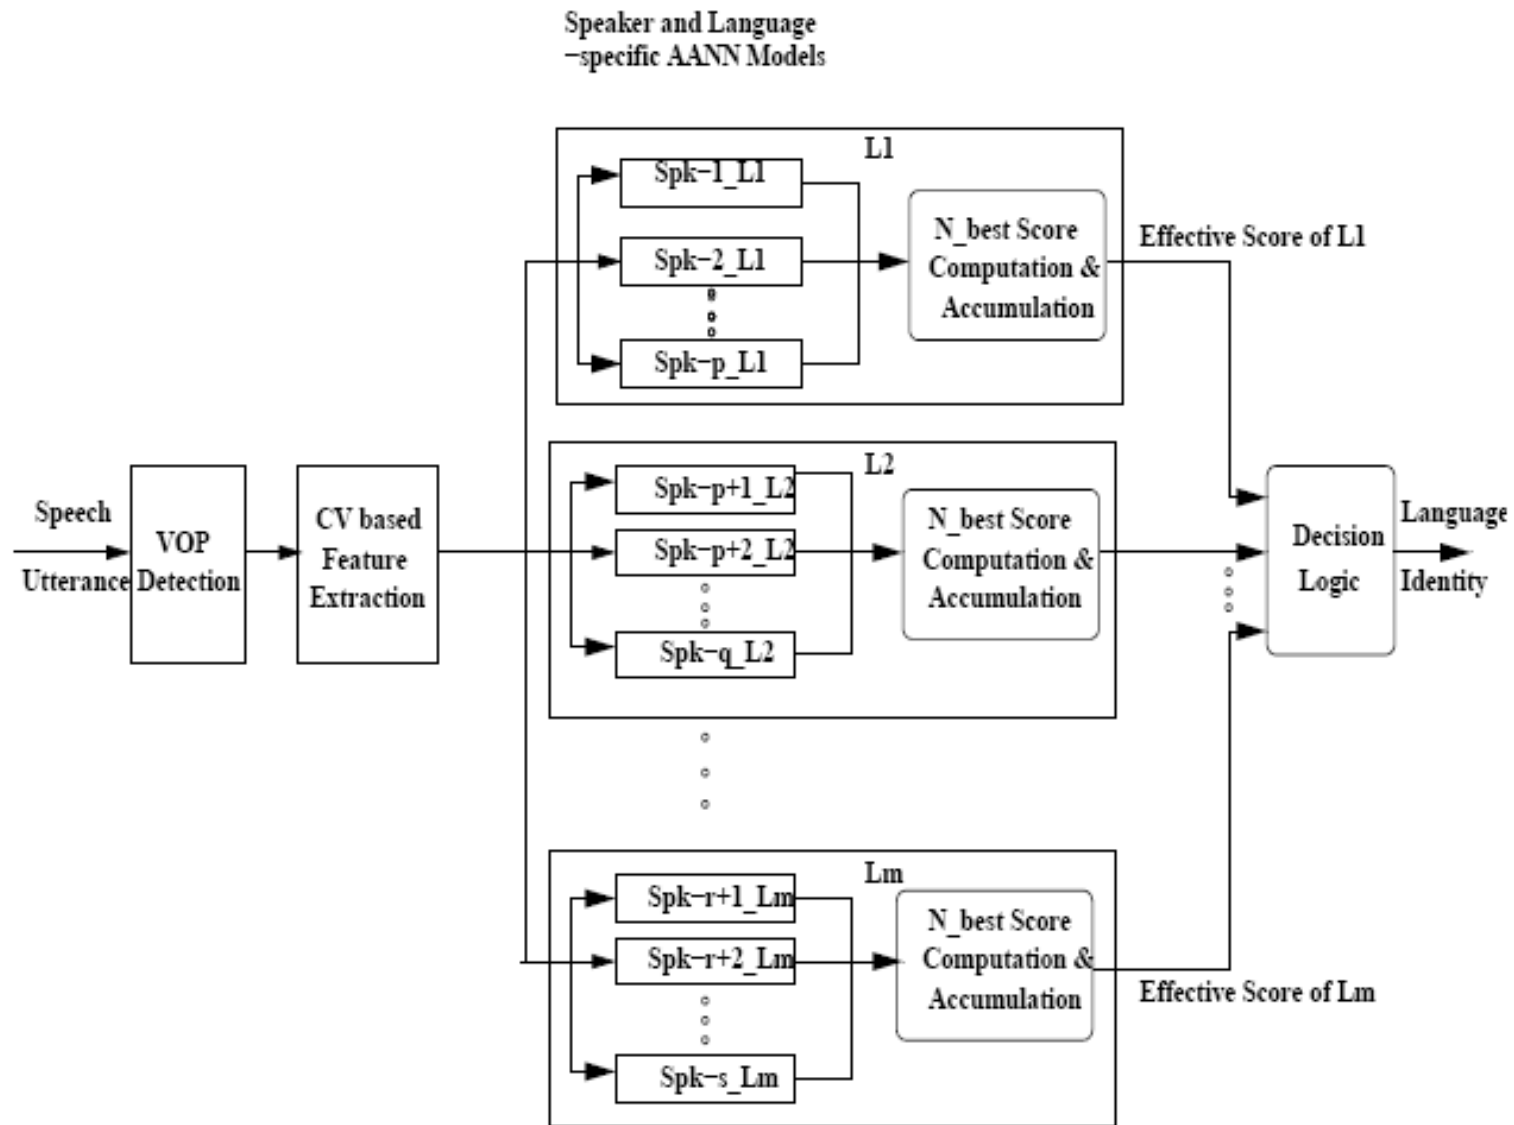 Speaker and Language
−specific AANN Models
L1
Spk−1_L1
Spk−2_L1
Spk−p_L1
N_best Score
Computation &
Accumulation
Effective Score of L1
Speech
Utterance
VOP
Detection
CV based
Feature
Extraction
L2
Spk−p+1_L2
Spk−p+2_L2
Spk−q_L2
N_best Score
Computation &
Accumulation
Decision
Logic
Language
Identity
Lm
Spk−r+1_Lm
Spk−r+2_Lm
Spk−s_Lm
N_best Score
Computation &
Accumulation
Effective Score of Lm